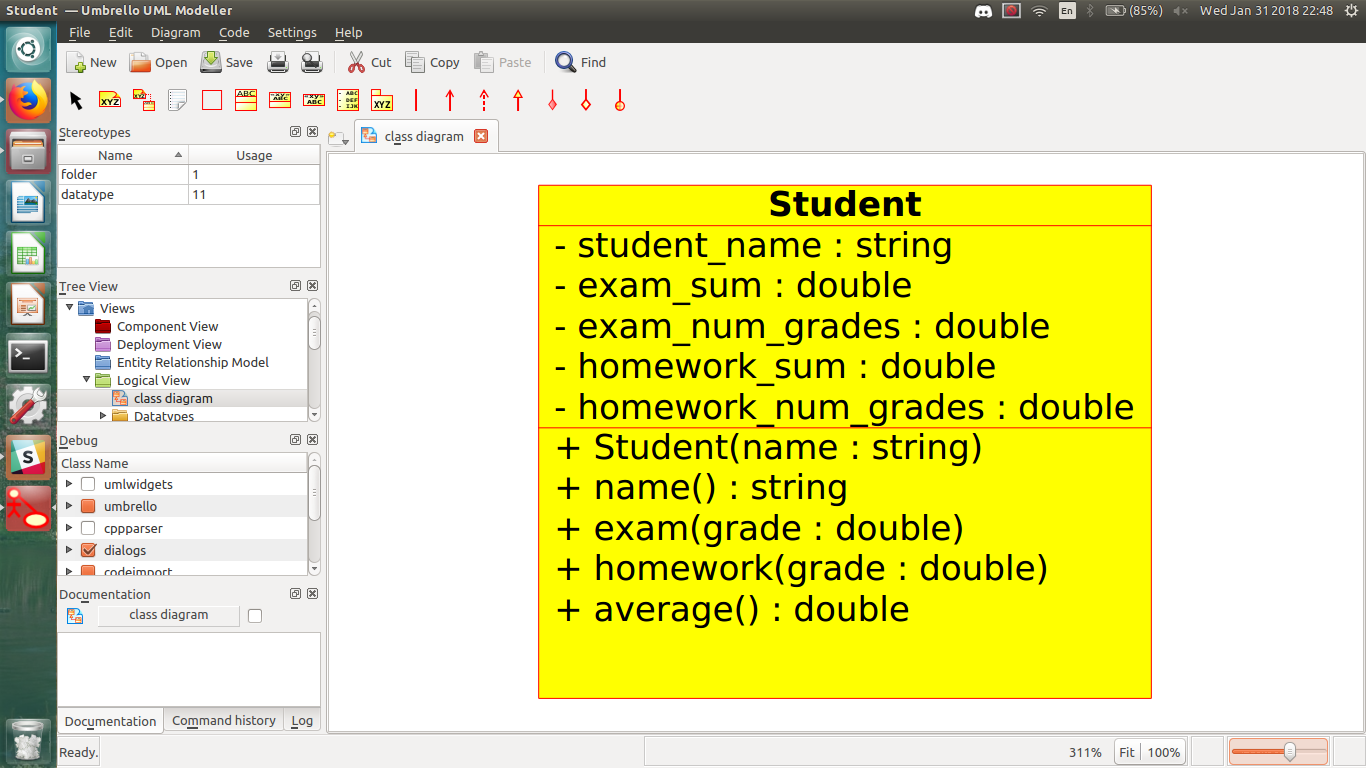 Student — Umbrello UML Modeller
En
(85%)
Wed Jan 31 2018 22:48
File Edit Diagram Code Settings Help
New Open Save Cut Copy Paste Find
XYZ
ABC
XYZ
ABC
ABC
DEF
IJK
XYZ
Stereotypes
Name Usage
folder 1
datatype 11
Tree View
Views
Component View
Deployment View
Entity Relationship Model
Logical View
class diagram
Datatypes
Debug
Class Name
umlwidgets
umbrello
cppparser
dialogs
codeimport
Documentation
class diagram
Documentation Command history Log
Ready.
class diagram
Student
- student_name : string
- exam_sum : double
- exam_num_grades : double
- homework_sum : double
- homework_num_grades : double
+ Student(name : string)
+ name() : string
+ exam(grade : double)
+ homework(grade : double)
+ average() : double
311% Fit 100%